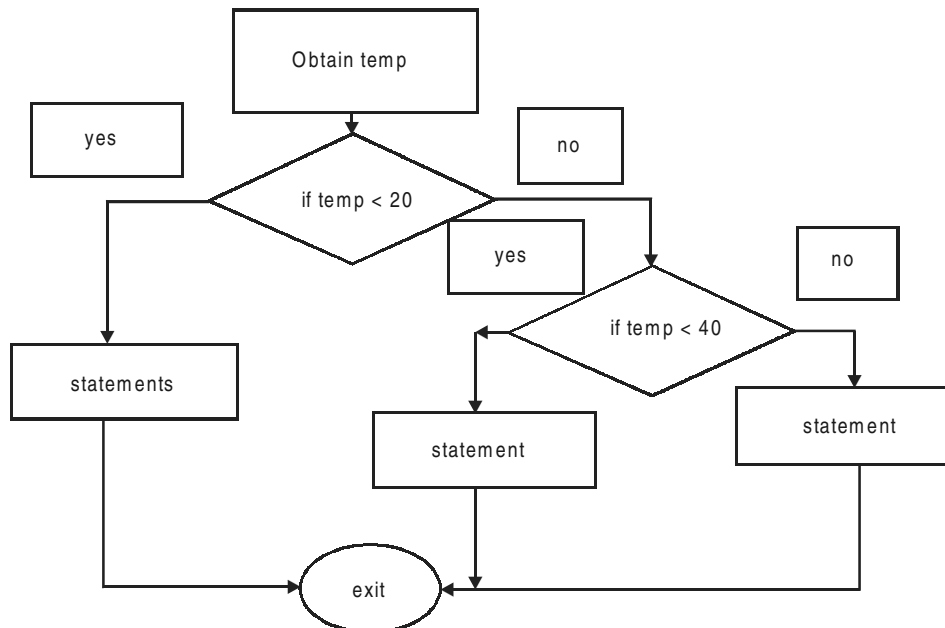 Obtain temp
yes
no
if temp < 20
yes
no
if temp < 40
statements
statement
statement
exit